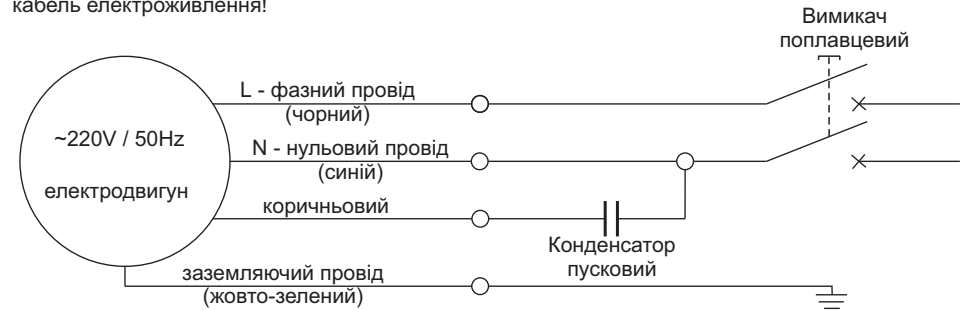 кабель електроживлення!
Вимикач
поплавцевий
L - фазний провід
(чорний)
~220V / 50Hz
N - нульовий провід
(синій)
електродвигун
коричньовий
Конденсатор
пусковий
заземляючий провід
(жовто-зелений)